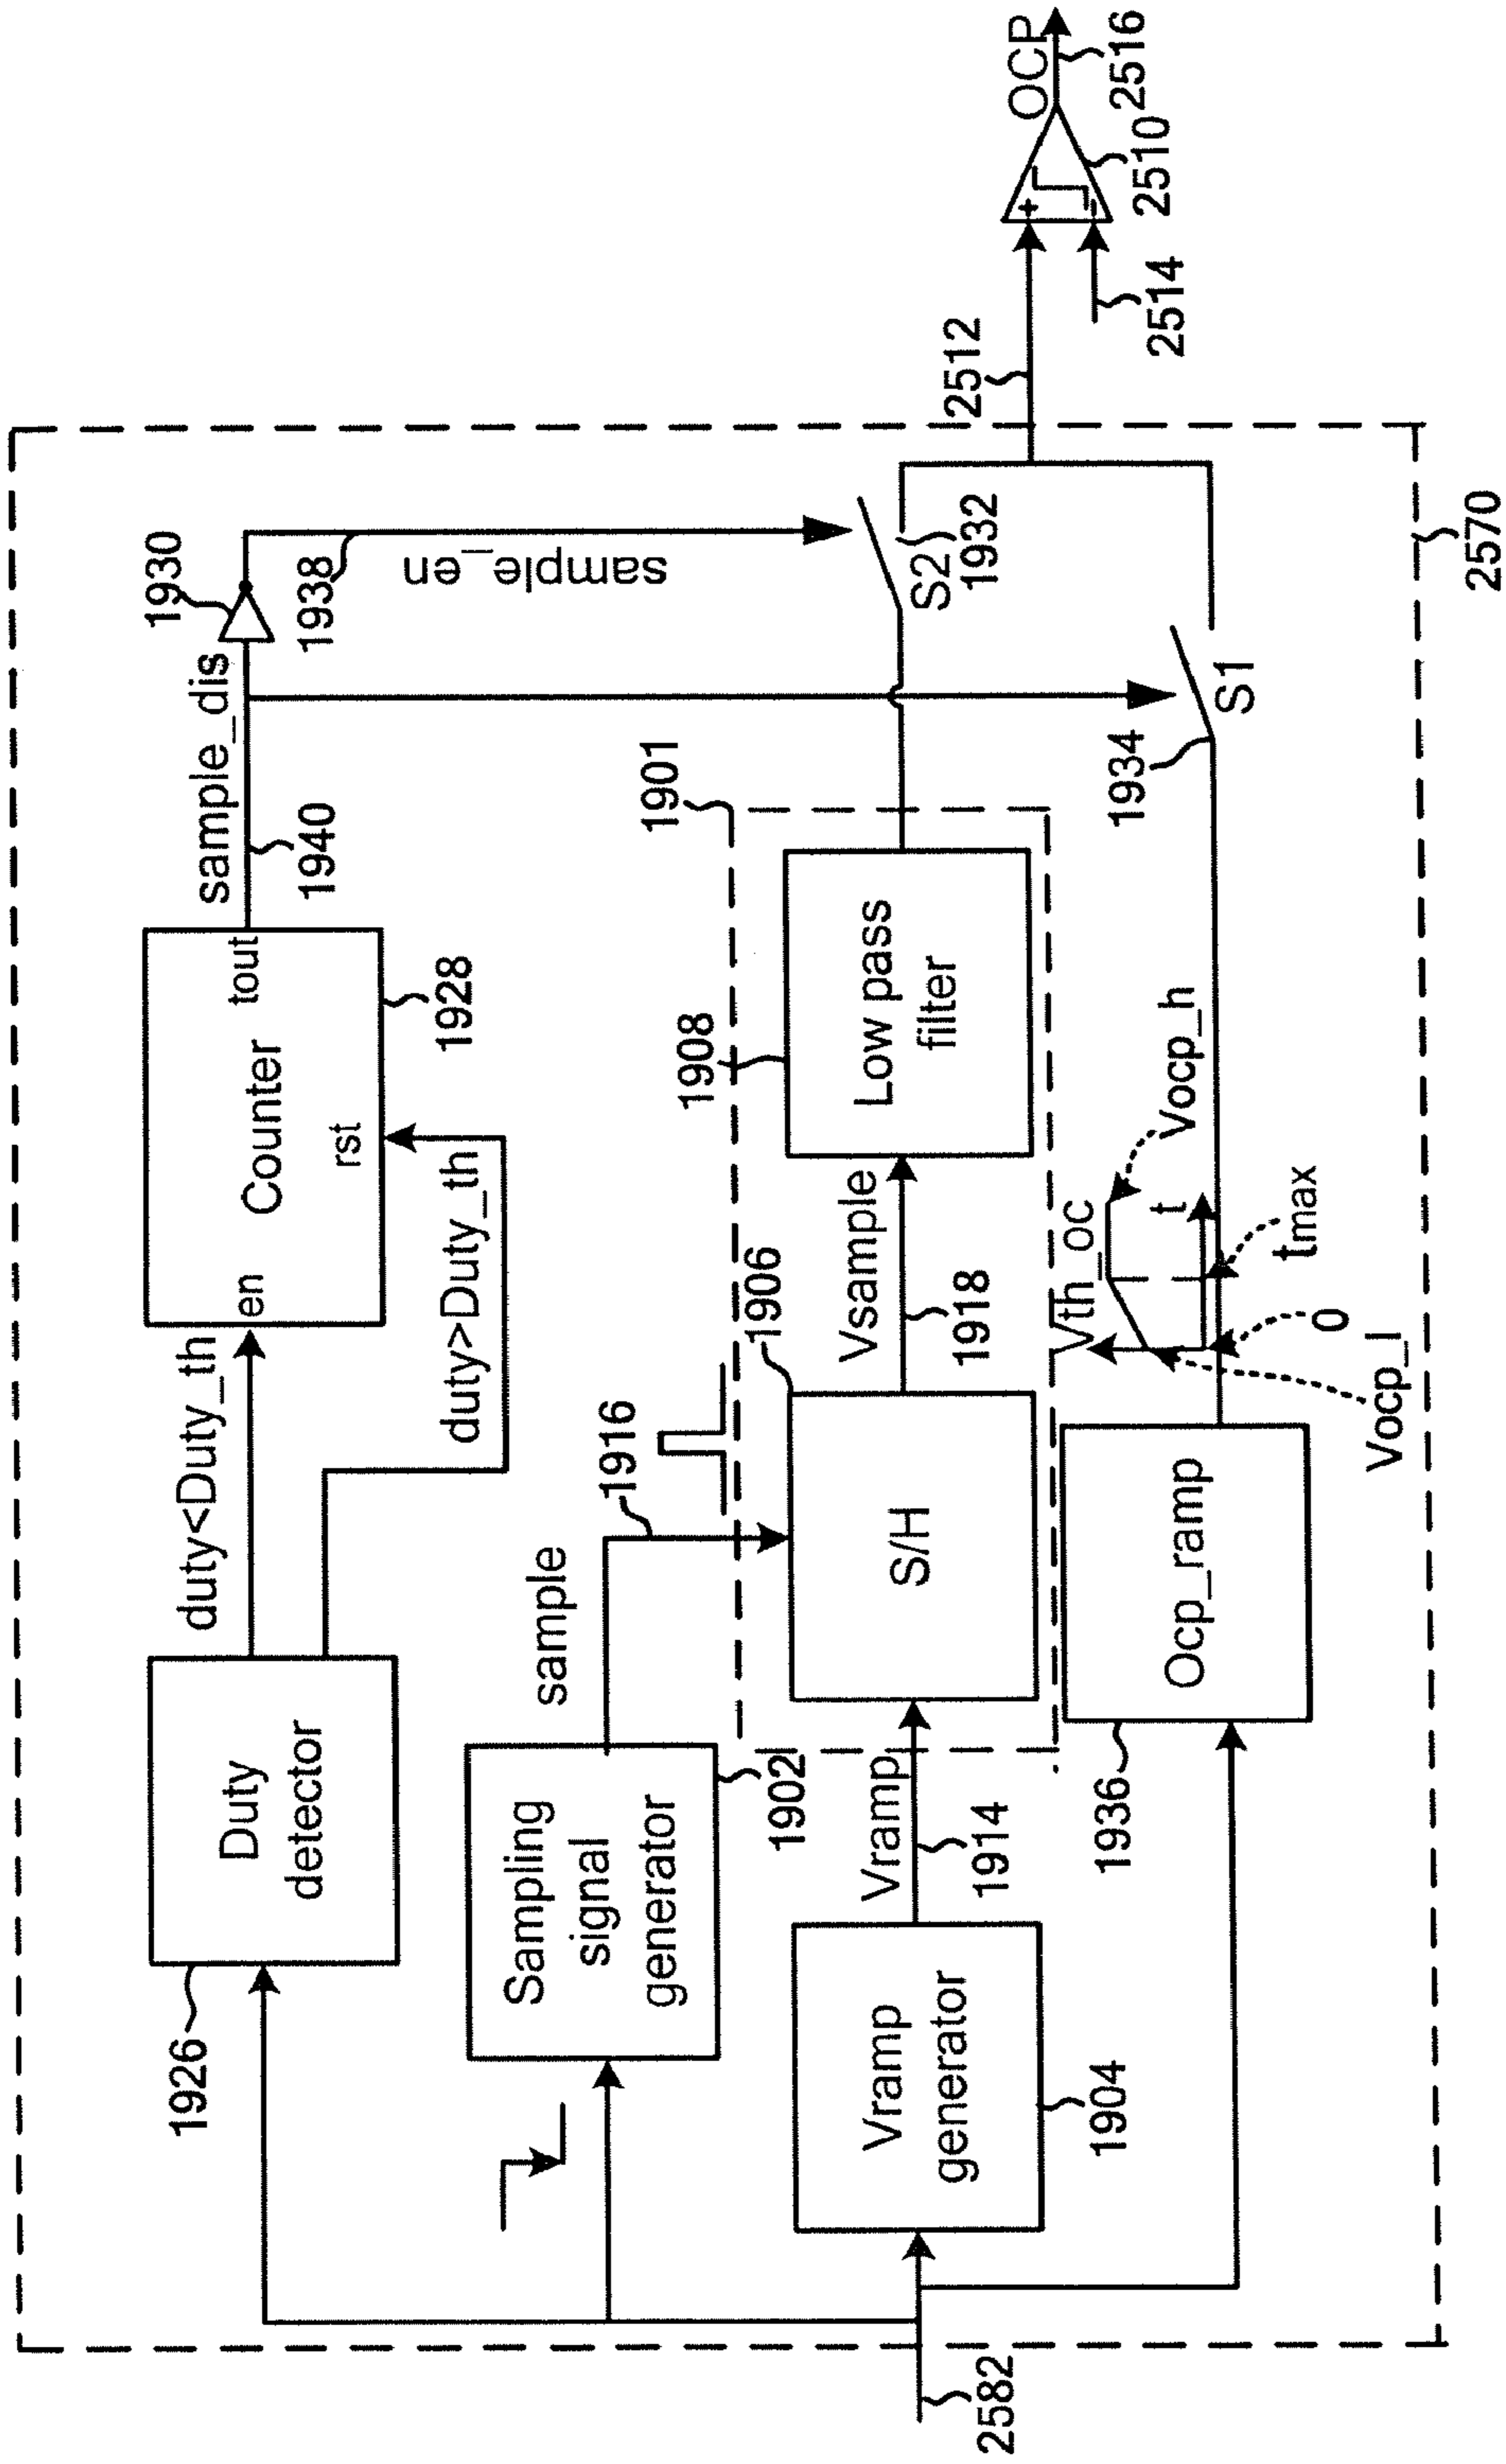 1926
Duty
detector
duty<Duty_th
duty>Duty_th
en
Counter
rst
tout
1928
sample_dis
1940
1930
1938
sample_en
Sampling
signal
generator
1902
sample
1916
1901
Vramp
generator
1904
Vramp
1914
1906
S/H
Vsample
1918
1908
Low pass
filter
S2
1932
1936
Ocp_ramp
Vth_oc
t
Vocp_h
tmax
0
Vocp_l
1934
S1
2582
2570
2512
2514
+
-
2510
OCP
2516